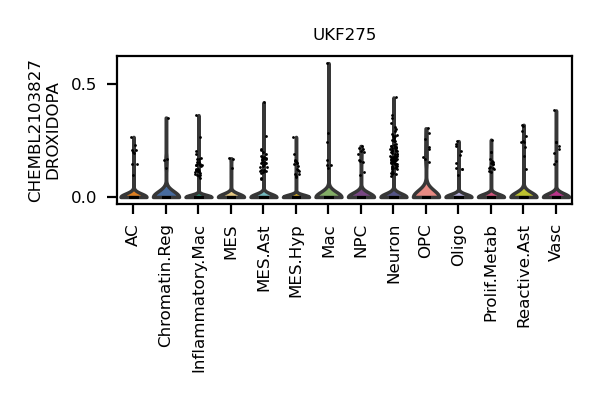 UKF275
CHEMBL2103827
DROXIDOPA
0.5
0.0
AC
Chromatin.Reg
Inflammatory.Mac
MES
MES.Ast
MES.Hyp
Mac
NPC
Neuron
OPC
Oligo
Prolif.Metab
Reactive.Ast
Vasc